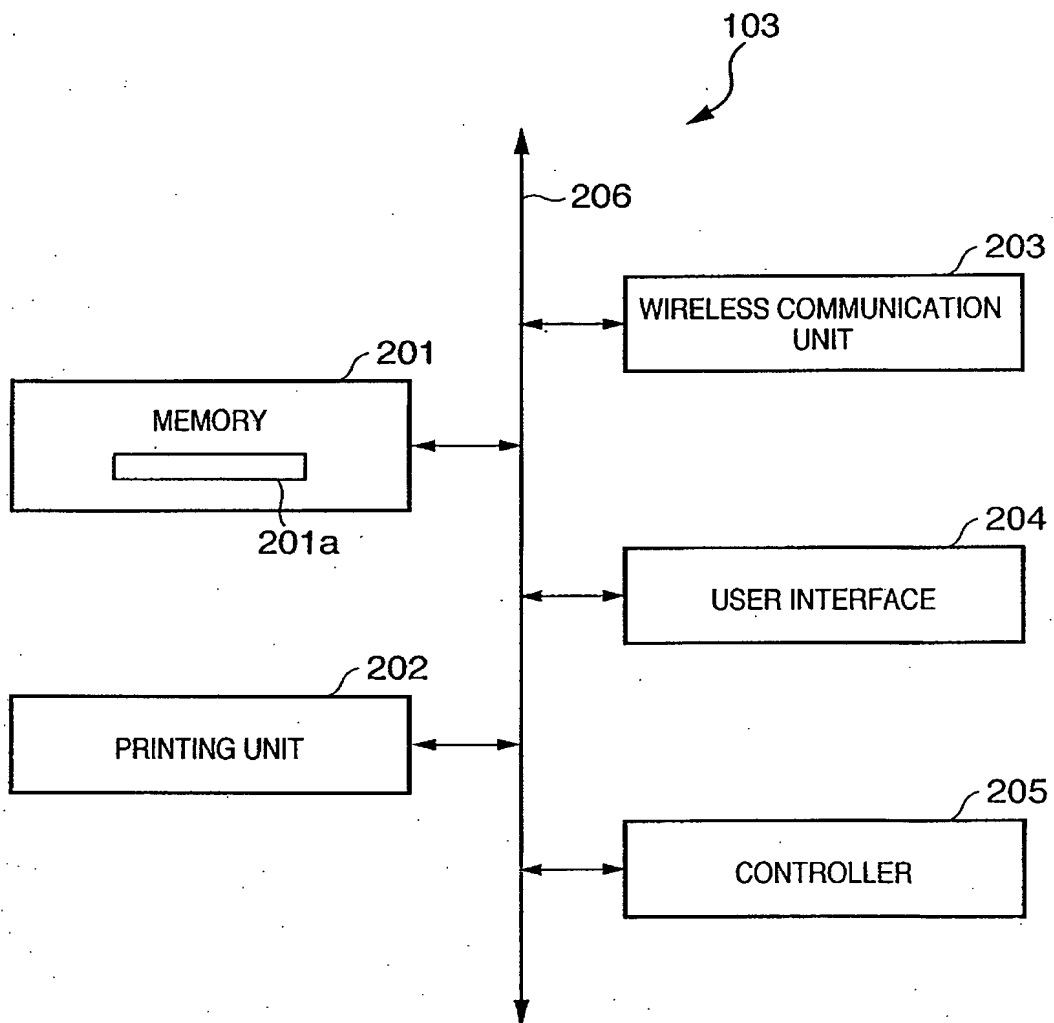 103
206
203
WIRELESS COMMUNICATION
UNIT
201
MEMORY
201a
204
USER INTERFACE
202
PRINTING UNIT
205
CONTROLLER